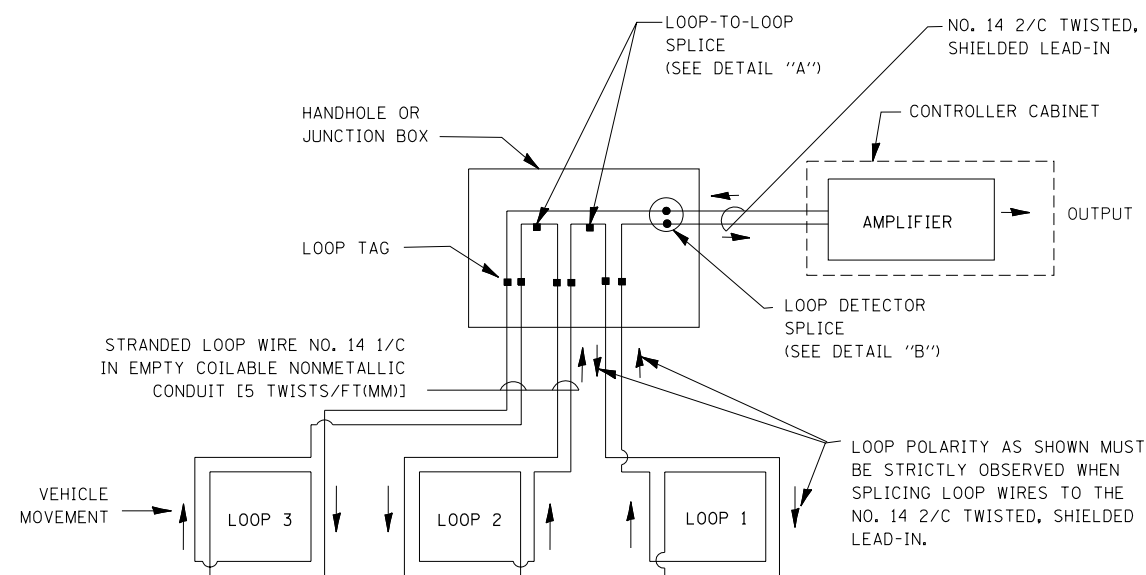 LOOP-TO-LOOP
SPLICE
(SEE DETAIL "A")
NO. 14 2/C TWISTED,
SHIELDED LEAD-IN
HANDHOLE OR
JUNCTION BOX
CONTROLLER CABINET
AMPLIFIER
OUTPUT
LOOP TAG
LOOP DETECTOR
SPLICE
(SEE DETAIL "B")
STRANDED LOOP WIRE NO. 14 1/C
IN EMPTY COILABLE NONMETALLIC
CONDUIT [5 TWISTS/FT(MM)]
LOOP POLARITY AS SHOWN MUST
BE STRICTLY OBSERVED WHEN
SPLICING LOOP WIRES TO THE
NO. 14 2/C TWISTED, SHIELDED
LEAD-IN.
VEHICLE
MOVEMENT
LOOP 3
LOOP 2
LOOP 1